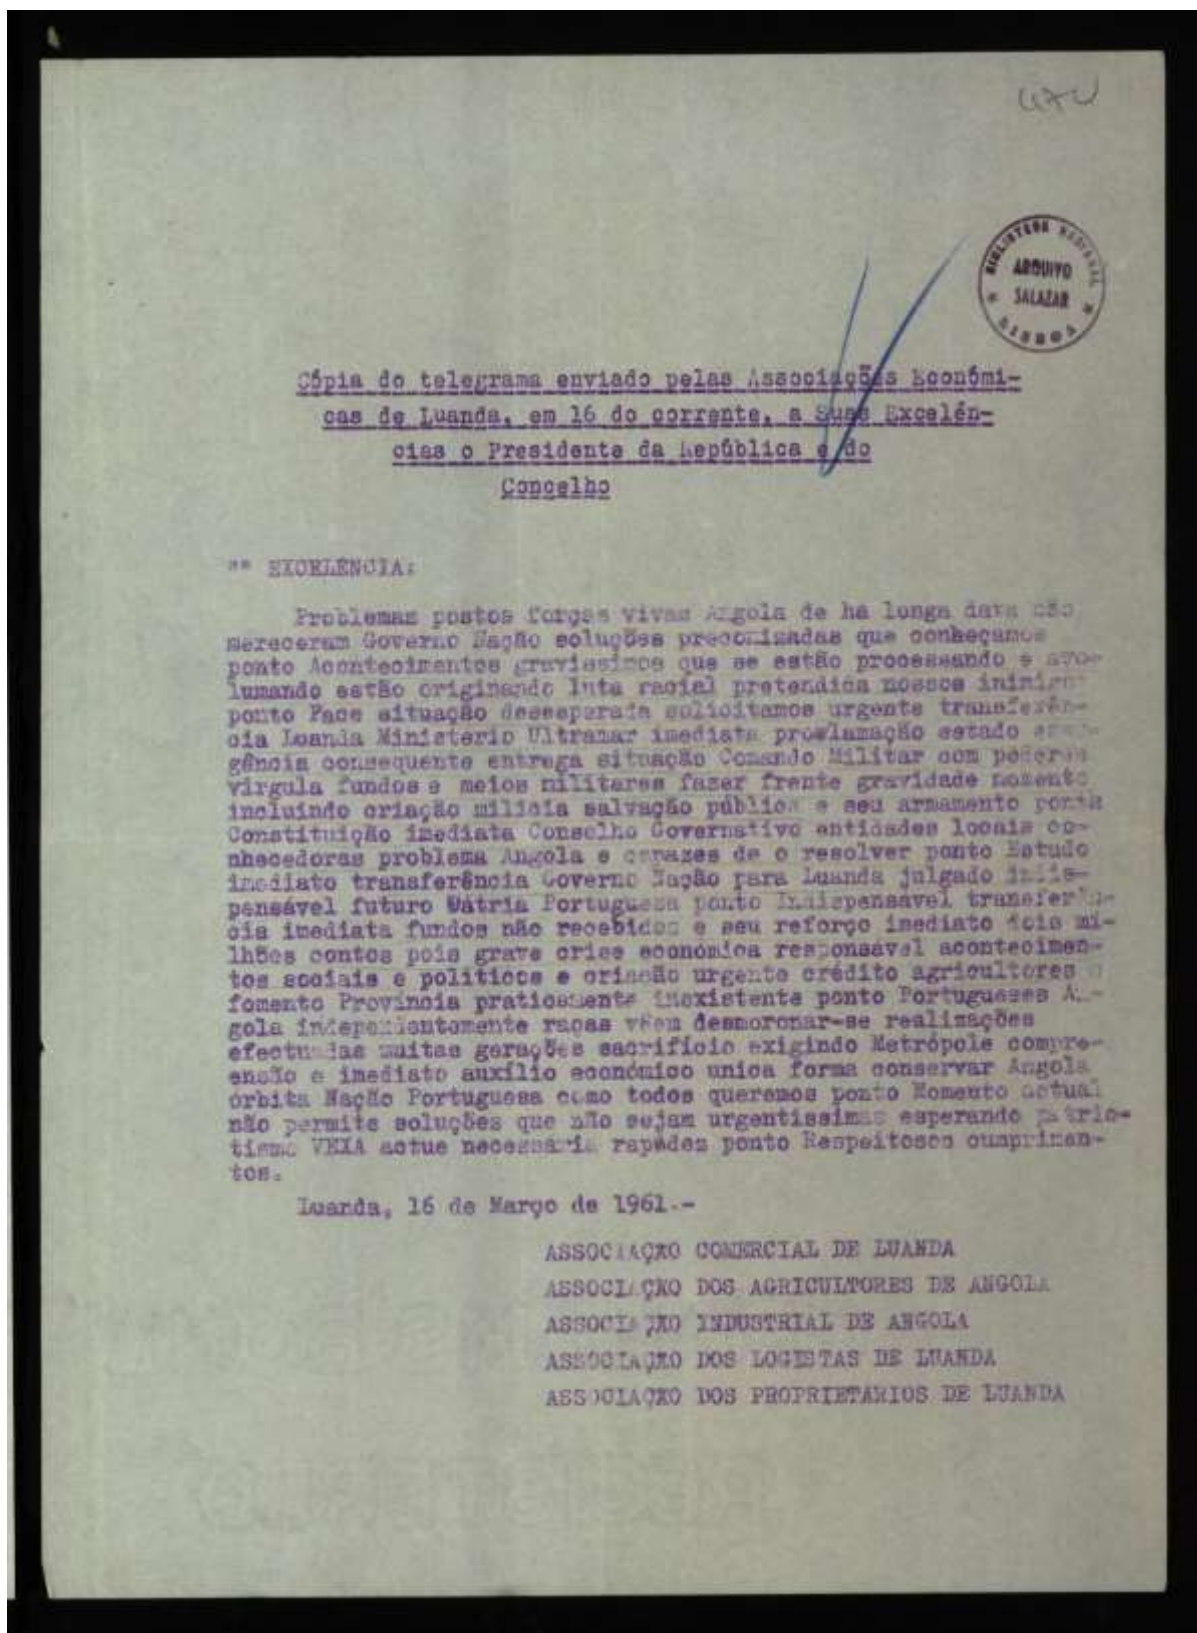 BIBLIOTECA NACIONAL
ARQUIVO
SALAZAR
LISBOA
Cópia do telegrama enviado pelas Associações Económi-
cas de Luanda, em 16 do corrente, a Suas Excelên-
cias o Presidente da República e do
Concelho
"" EXCELÊNCIA:
Problemas postos forças vivas Angola de ha longa data não
mereceram Governo Nação soluções preconizadas que conheçamos
ponto Acontecimentos gravissimos que se estão processando e avo-
lumando estão originando luta racial pretendida nossos
ponto Face situação desesperada solicitamos urgente transferên-
cia Luanda Ministerio Ultramar imediata proclamação estado
gência consequente entrega situação Comando Militar com poderes
virgula fundos e meios militares fazer frente gravidade momento
incluindo criação milicia salvação pública e seu armamento ponto
Constituição imediata Conselho Governativo entidades locais co-
nhecedoras problema Angola e capazes de o resolver ponto Estudo
imediato transferência Governo Nação para Luanda julgado indis-
pensável futuro Pátria Portuguesa ponto Indispensavel transferên-
cia imediata fundos não recebidos e seu reforço imediato dois mi-
lhões contos pois grave crise económica responsável acontecimen-
tos sociais e politicos e criação urgente crédito agricultores e
fomento Provincia praticamente inexistente ponto Portugueses An-
gola independentemente raças vêem desmoronar-se realizações
efectuadas muitas gerações sacrificio exigindo Metrópole compre-
ensão e imediato auxílio económico unica forma conservar Angola
órbita Nação Portuguesa como todos queremos ponto Momento actual
não permite soluções que não sejam urgentissimas esperando patrio-
tismo VEXA actue necessária rapidez ponto Respeitosos cumprimen-
tos.
Luanda, 16 de Março de 1961.-
ASSOCIAÇÃO COMERCIAL DE LUANDA
ASSOCIAÇÃO DOS AGRICULTORES DE ANGOLA
ASSOCIAÇÃO INDUSTRIAL DE ANGOLA
ASSOCIAÇÃO DOS LOGISTAS DE LUANDA
ASSOCIAÇÃO DOS PROPRIETARIOS DE LUANDA